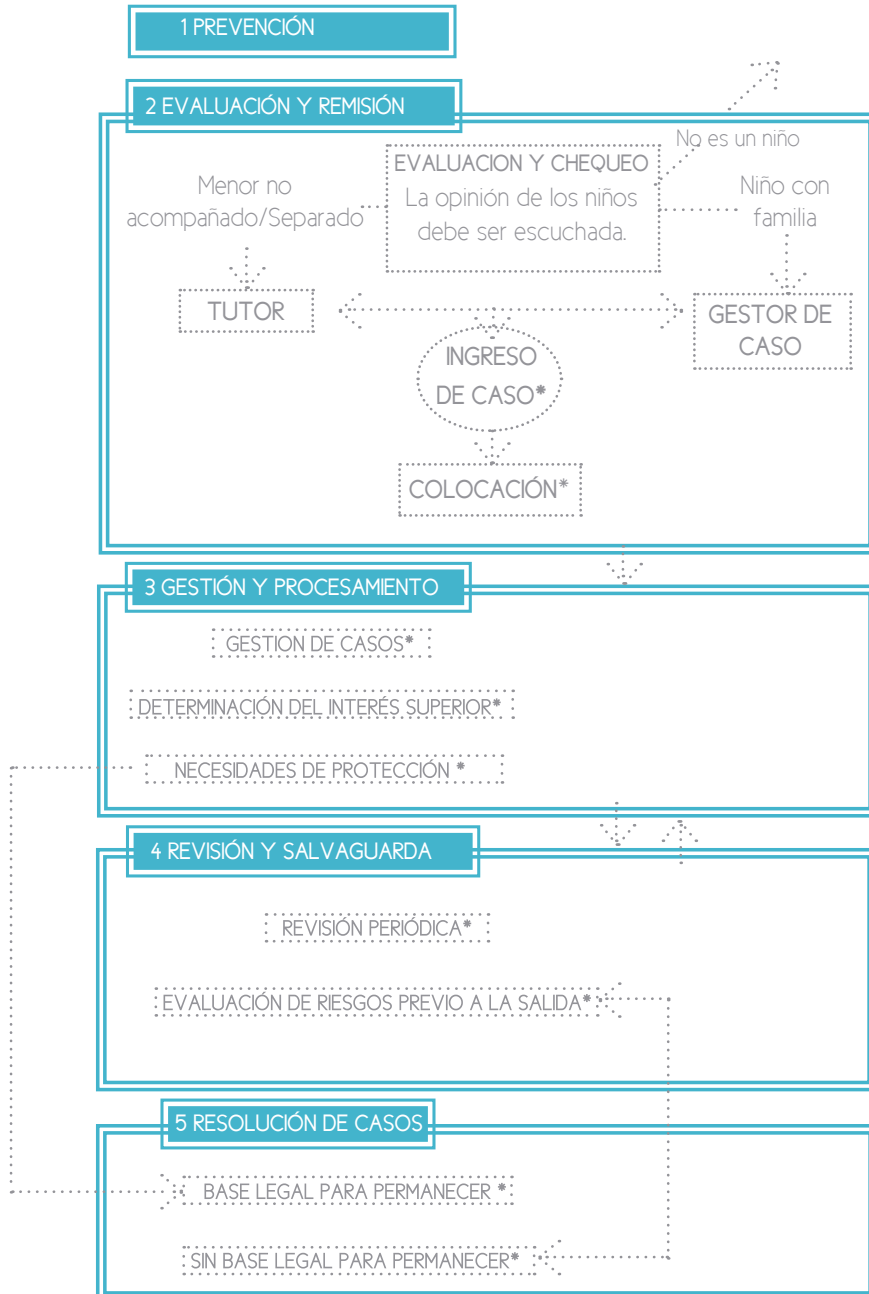 1 PREVENCIÓN
2 EVALUACIÓN Y REMISIÓN
No es un niño
EVALUACION Y CHEQUEO
La opinión de los niños
debe ser escuchada.
Menor no
acompañado/Separado
Niño con
familia
TUTOR
GESTOR DE
CASO
INGRESO
DE CASO*
COLOCACIÓN*
3 GESTIÓN Y PROCESAMIENTO
GESTION DE CASOS*
DETERMINACIÓN DEL INTERÉS SUPERIOR*
NECESIDADES DE PROTECCIÓN *
4 REVISIÓN Y SALVAGUARDA
REVISIÓN PERIÓDICA*
EVALUACIÓN DE RIESGOS PREVIO A LA SALIDA*
5 RESOLUCIÓN DE CASOS
BASE LEGAL PARA PERMANECER *
SIN BASE LEGAL PARA PERMANECER*